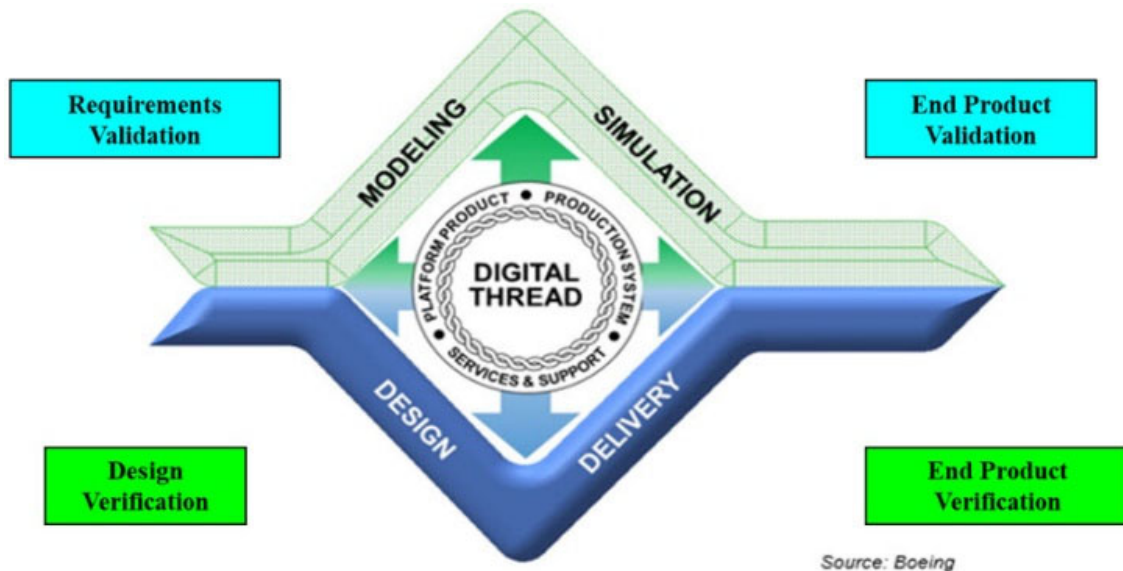 Requirements
Validation
End Product
Validation
MODELING
SIMULATION
PLATFORM PRODUCT • PRODUCTION SYSTEM • SERVICES & SUPPORT •
DIGITAL
THREAD
DESIGN
DELIVERY
Design
Verification
End Product
Verification
Source: Boeing